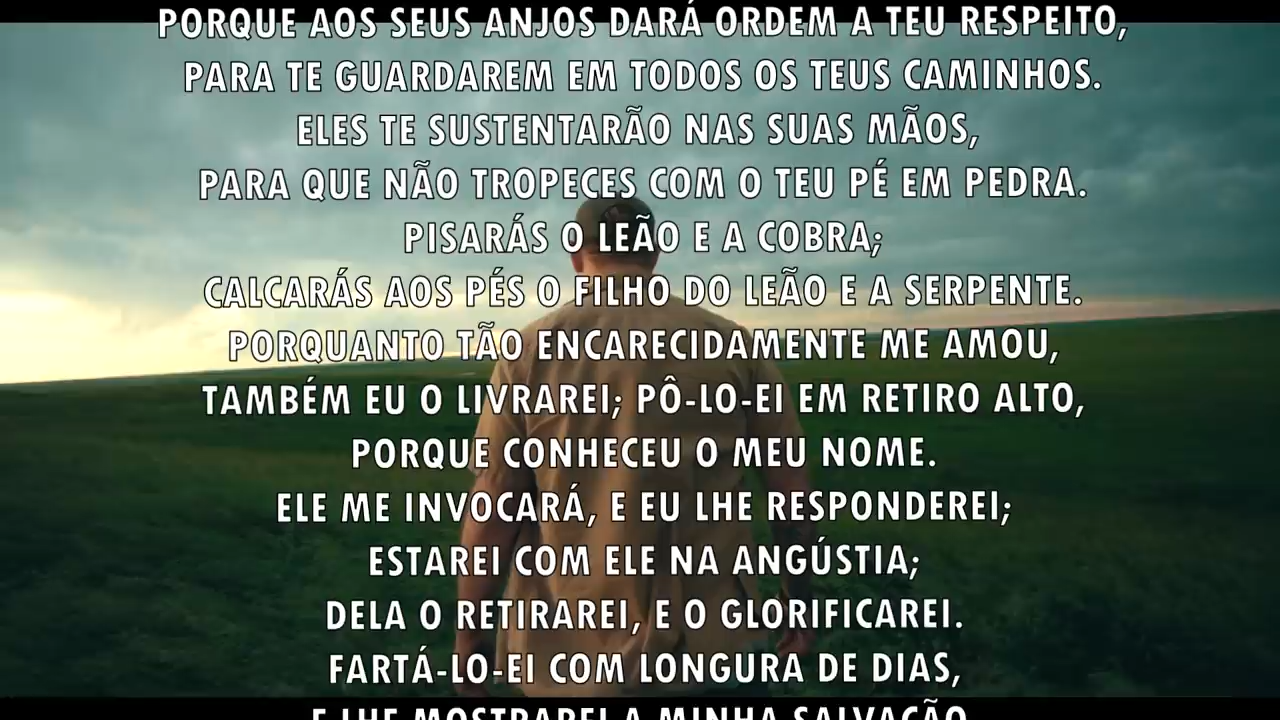 PORQUE AOS SEUS ANJOS DARÁ ORDEM A TEU RESPEITO,
PARA TE GUARDAREM EM TODOS OS TEUS CAMINHOS.
ELES TE SUSTENTARÃO NAS SUAS MÃOS,
PARA QUE NÃO TROPECES COM O TEU PÉ EM PEDRA.
PISARÁS O LEÃO E A COBRA;
CALCARÁS AOS PÉS O FILHO DO LEÃO E A SERPENTE.
PORQUANTO TÃO ENCARECIDAMENTE ME AMOU,
TAMBÉM EU O LIVRAREI; PÔ-LO-EI EM RETIRO ALTO,
PORQUE CONHECEU O MEU NOME.
ELE ME INVOCARÁ, E EU LHE RESPONDEREI;
ESTAREI COM ELE NA ANGÚSTIA;
DELA O RETIRAREI, E O GLORIFICAREI.
FARTÁ-LO-EI COM LONGURA DE DIAS,
E LHE MOSTRAREI A MINHA SALVAÇÃO.